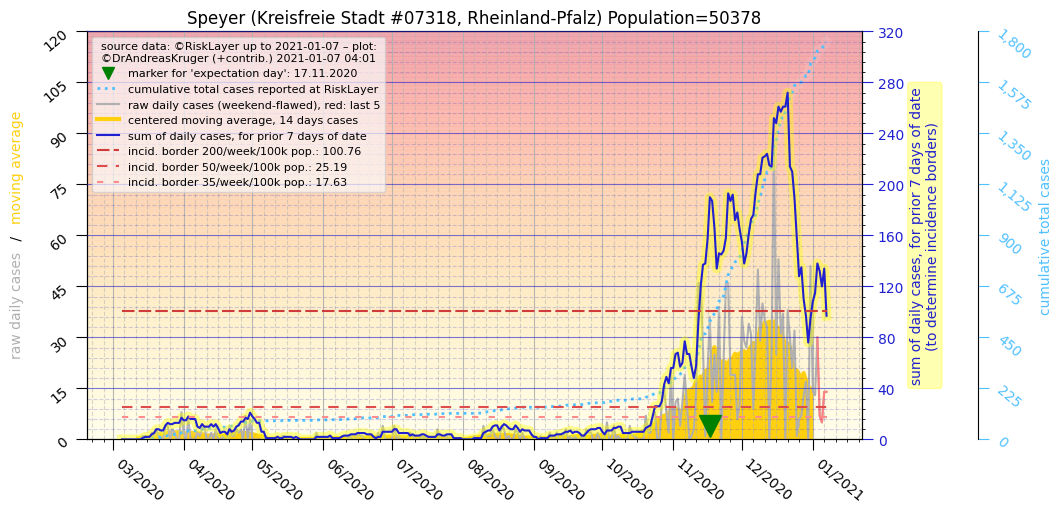 Speyer (Kreisfreie Stadt #07318, Rheinland-Pfalz) Population=50378
source data: ©RiskLayer up to 2021-01-07 – plot:
©DrAndreasKruger (+contrib.) 2021-01-07 04:01
marker for 'expectation day': 17.11.2020
cumulative total cases reported at RiskLayer
raw daily cases (weekend-flawed), red: last 5
centered moving average, 14 days cases
sum of daily cases, for prior 7 days of date
incid. border 200/week/100k pop.: 100.76
incid. border 50/week/100k pop.: 25.19
incid. border 35/week/100k pop.: 17.63
raw daily cases / moving average
120
105
90
75
60
45
30
15
0
03/2020
04/2020
05/2020
06/2020
07/2020
08/2020
09/2020
10/2020
11/2020
12/2020
01/2021
320
280
240
200
160
120
80
40
0
sum of daily cases, for prior 7 days of date
(to determine incidence borders)
1,800
1,575
1,350
1,125
900
675
450
225
0
cumulative total cases